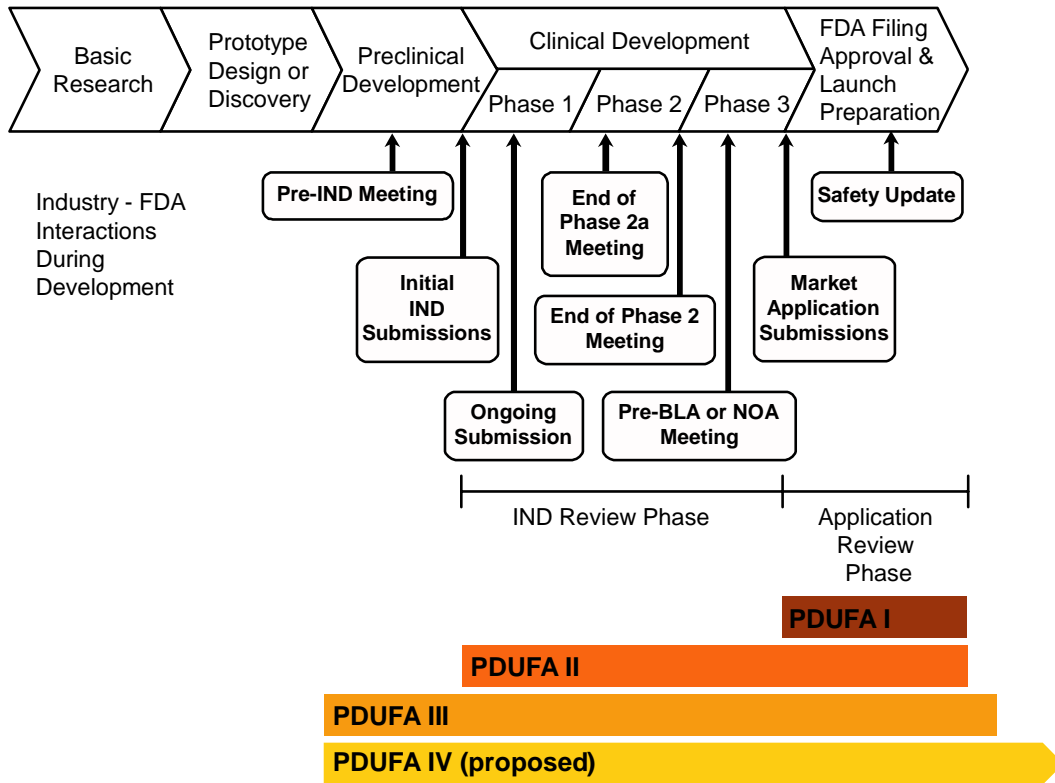 Basic
Research
Prototype
Design or
Discovery
Preclinical
Development
Clinical Development
Phase 1
Phase 2
Phase 3
FDA Filing
Approval &
Launch
Preparation
Industry - FDA
Interactions
During
Development
Pre-IND Meeting
Initial
IND
Submissions
Ongoing
Submission
End of
Phase 2a
Meeting
End of Phase 2
Meeting
Pre-BLA or NOA
Meeting
Market
Application
Submissions
Safety Update
IND Review Phase
Application
Review
Phase
PDUFA I
PDUFA II
PDUFA III
PDUFA IV (proposed)